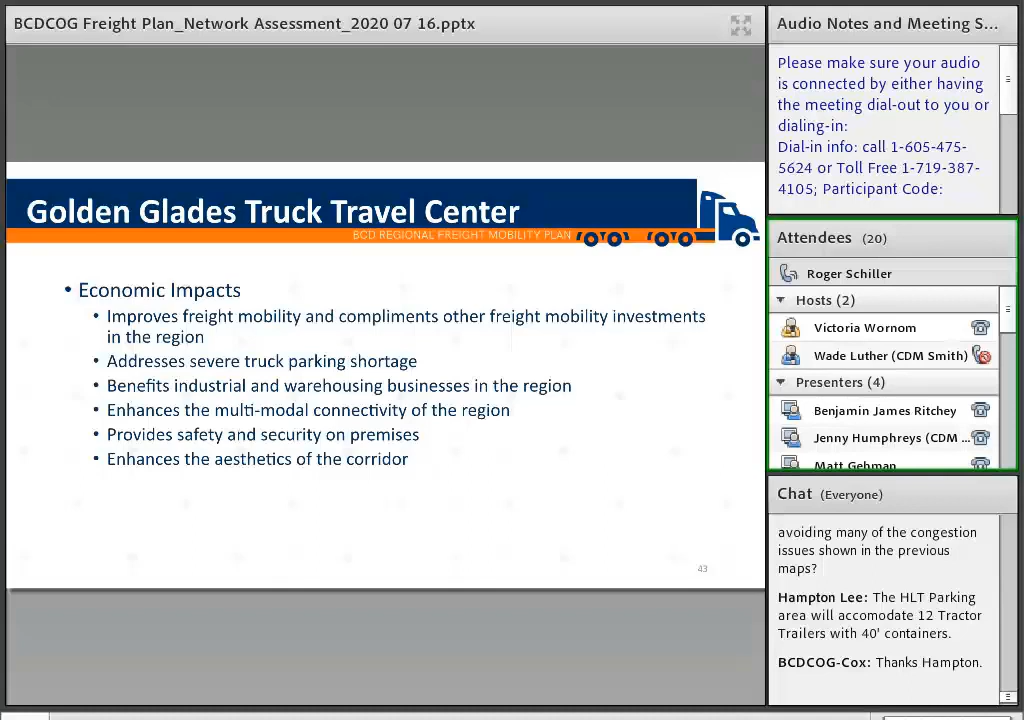 BCDCOG Freight Plan_Network Assessment_2020 07 16.pptx
Golden Glades Truck Travel Center
BCD REGIONAL FREIGHT MOBILITY PLAN
• Economic Impacts
• Improves freight mobility and compliments other freight mobility investments
in the region
• Addresses severe truck parking shortage
• Benefits industrial and warehousing businesses in the region
• Enhances the multi-modal connectivity of the region
• Provides safety and security on premises
• Enhances the aesthetics of the corridor
43
Audio Notes and Meeting S...
Please make sure your audio
is connected by either having
the meeting dial-out to you or
dialing-in:
Dial-in info: call 1-605-475-
5624 or Toll Free 1-719-387-
4105; Participant Code:
Attendees (20)
Roger Schiller
Hosts (2)
Victoria Wornom
Wade Luther (CDM Smith)
Presenters (4)
Benjamin James Ritchey
Jenny Humphreys (CDM ...
Matt Gehman
Chat (Everyone)
avoiding many of the congestion
issues shown in the previous
maps?
Hampton Lee: The HLT Parking
area will accomodate 12 Tractor
Trailers with 40' containers.
BCDCOG-Cox: Thanks Hampton.